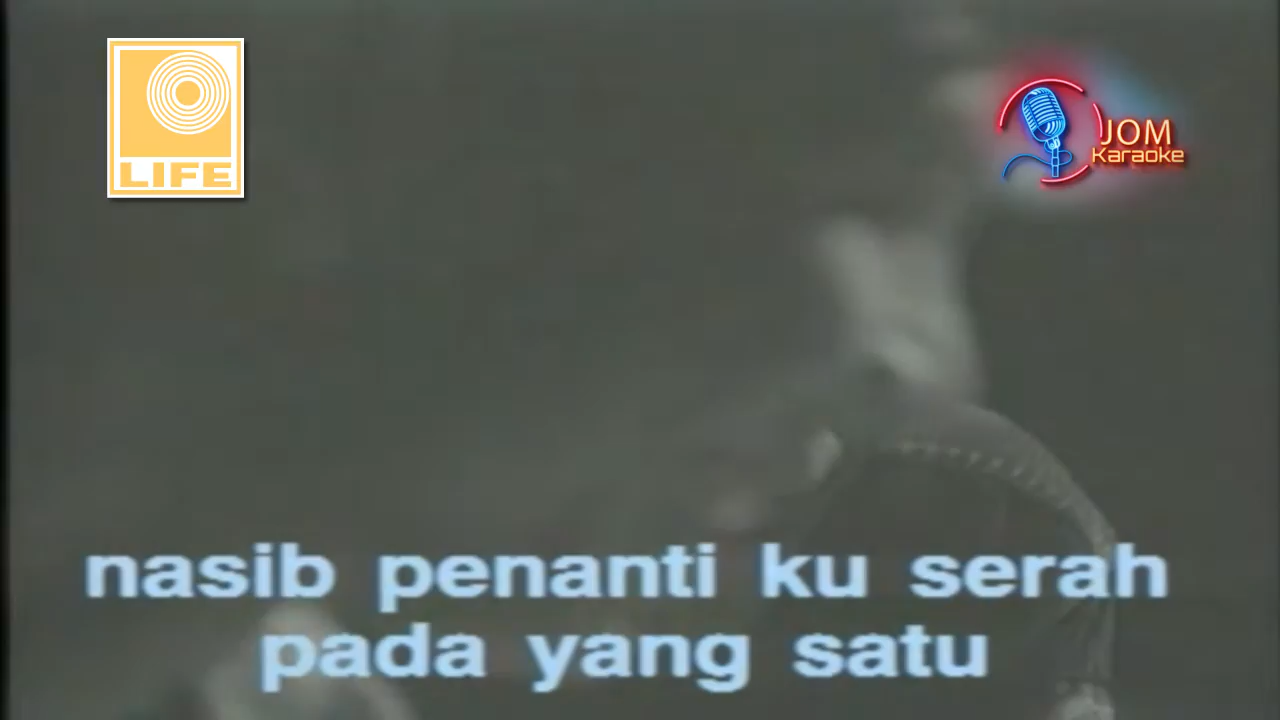 LIFE
JOM
Karaoke
nasib penanti ku serah
pada yang satu